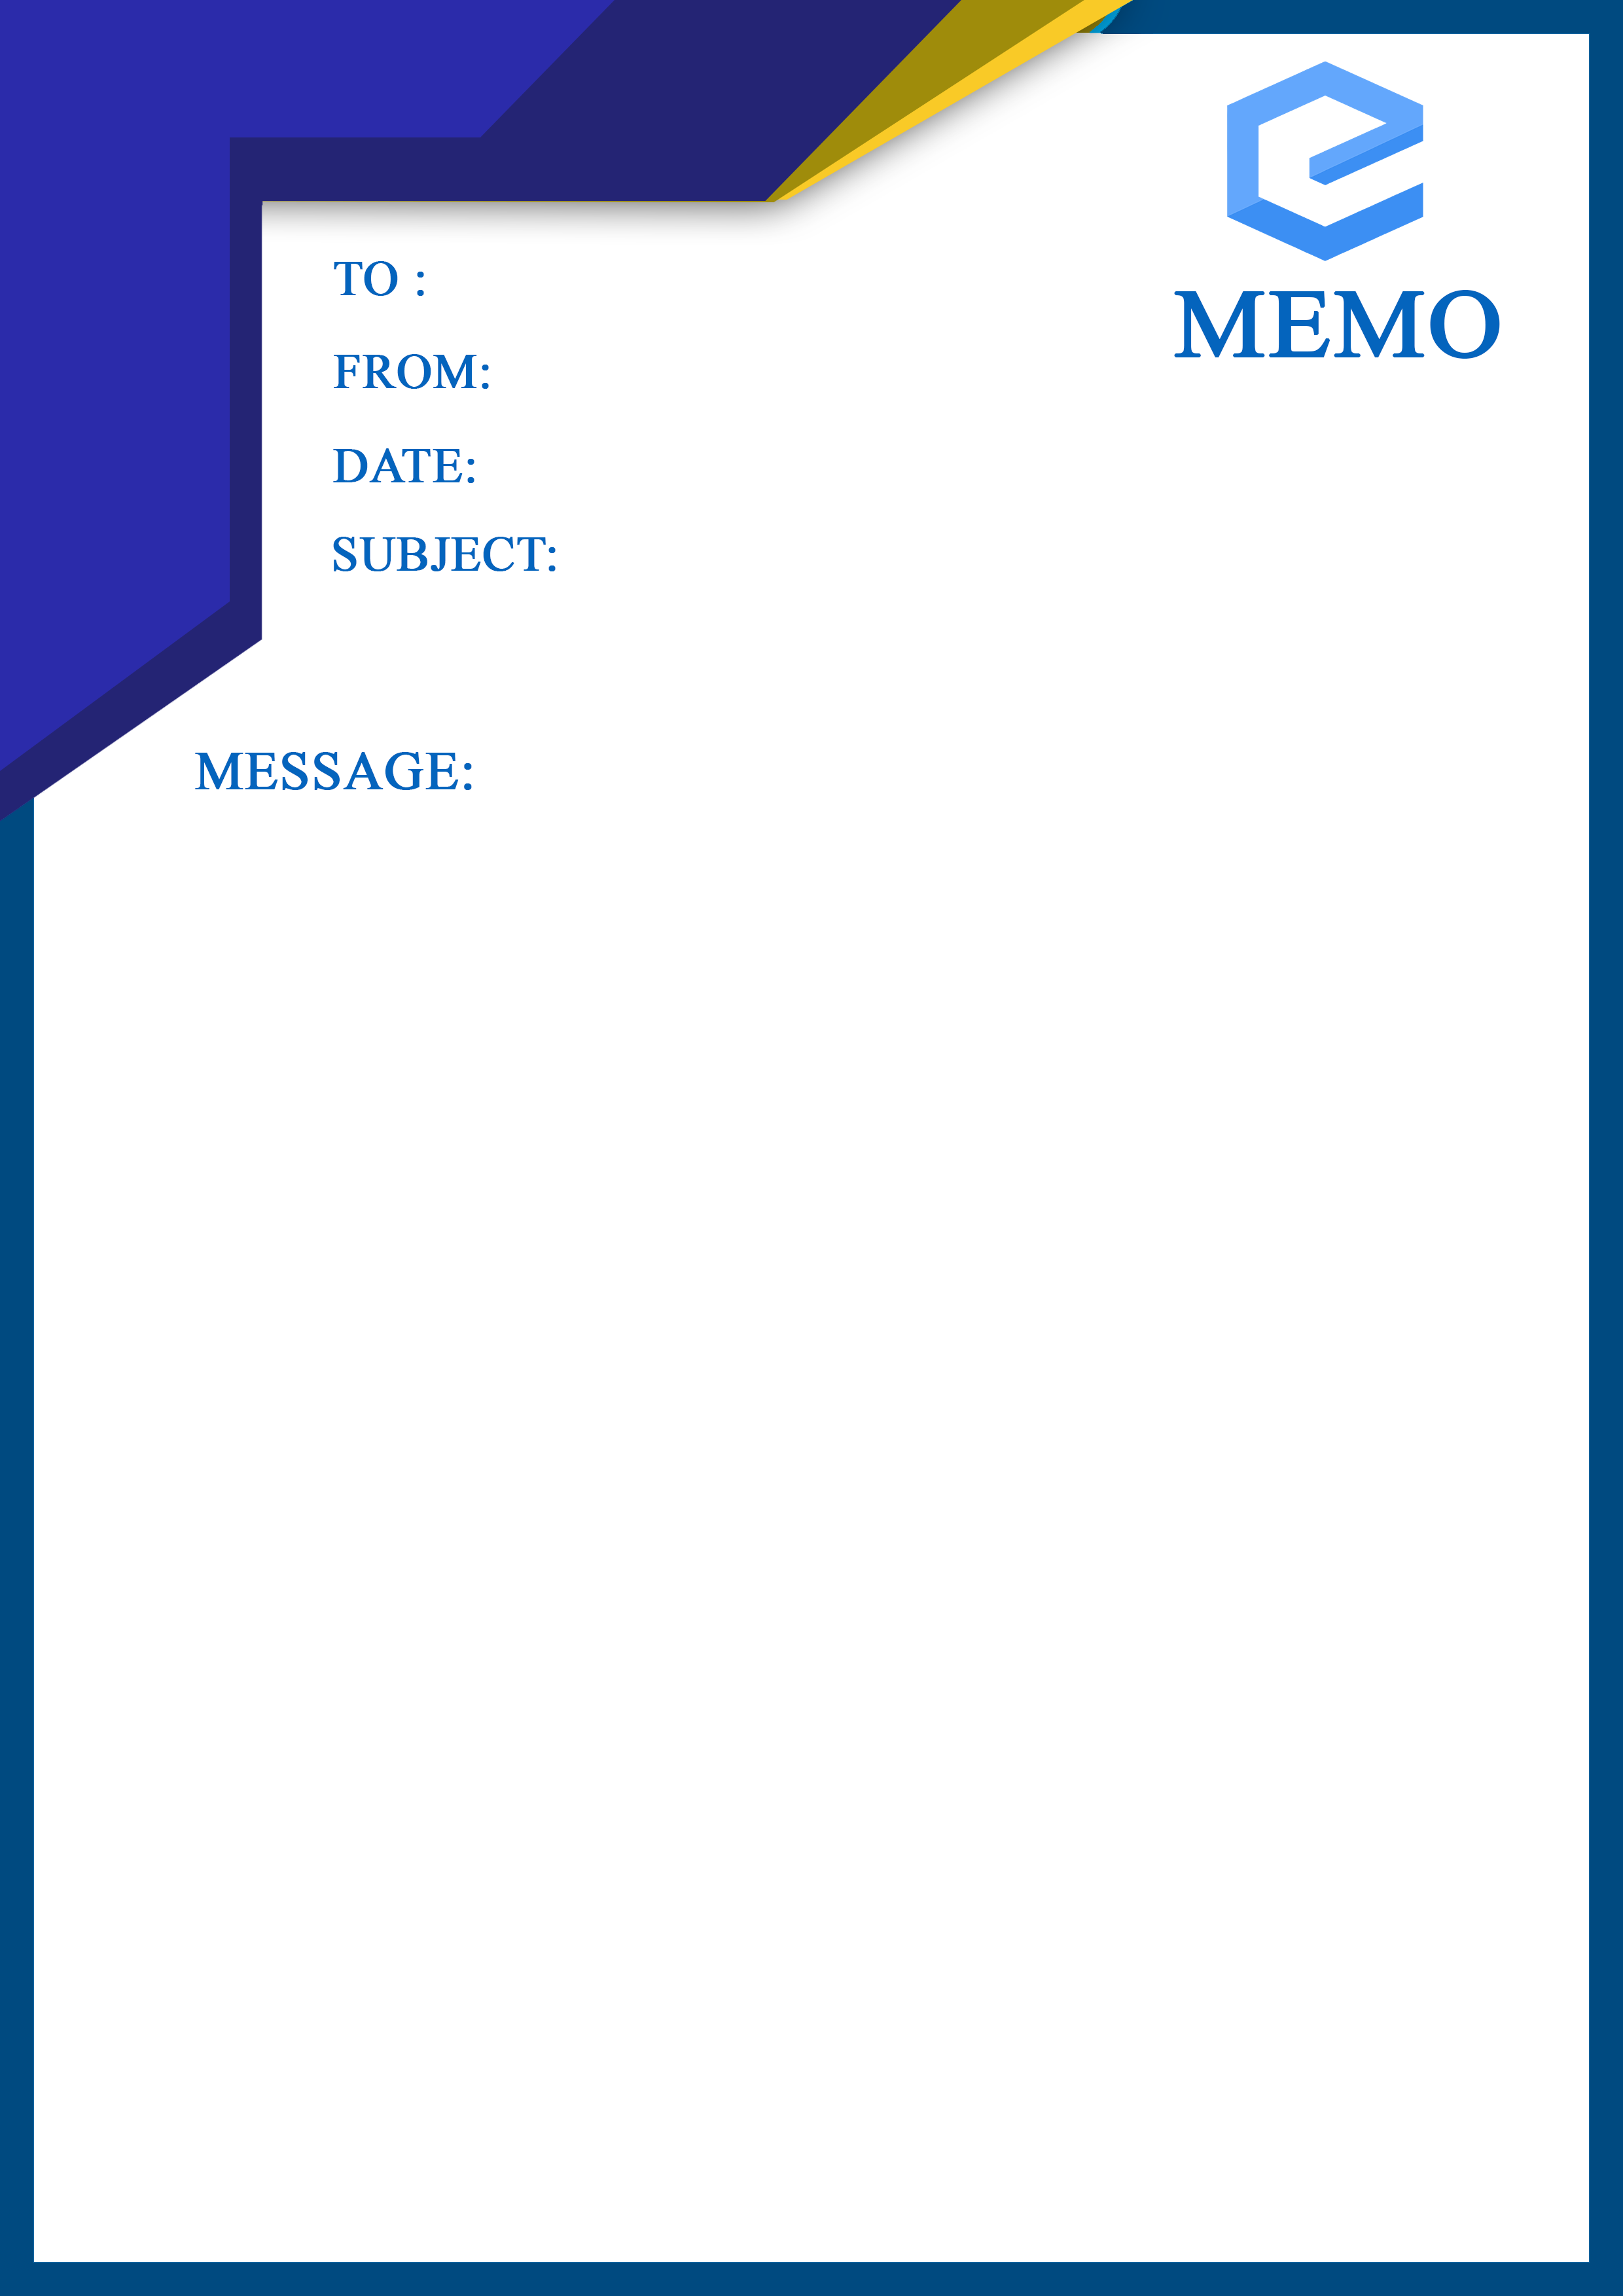 TO :
MEMO
FROM:
DATE:
SUBJECT:
MESSAGE: